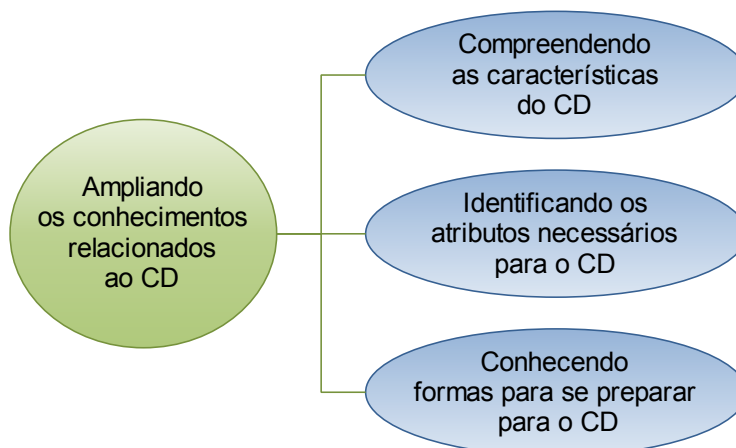 Ampliando
os conhecimentos
relacionados
ao CD
Compreendendo
as características
do CD
Identificando os
atributos necessários
para o CD
Conhecendo
formas para se preparar
para o CD